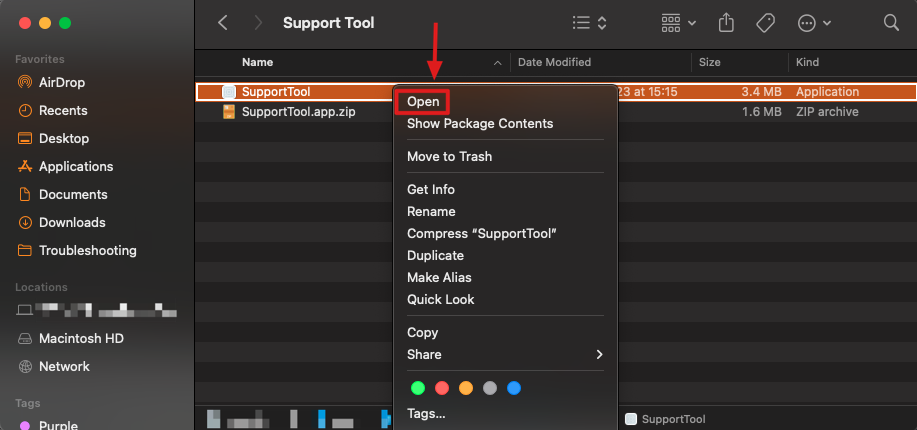 Support Tool
Favorites
AirDrop
Recents
Desktop
Applications
Documents
Downloads
Troubleshooting
Locations
Macintosh HD
Network
Tags
Purple
Name Date Modified Size Kind
SupportTool 23 at 15:15 3.4 MB Application
SupportTool.app.zip 1.6 MB ZIP archive
Open
Show Package Contents
Move to Trash
Get Info
Rename
Compress “SupportTool”
Duplicate
Make Alias
Quick Look
Copy
Share
Tags...
SupportTool